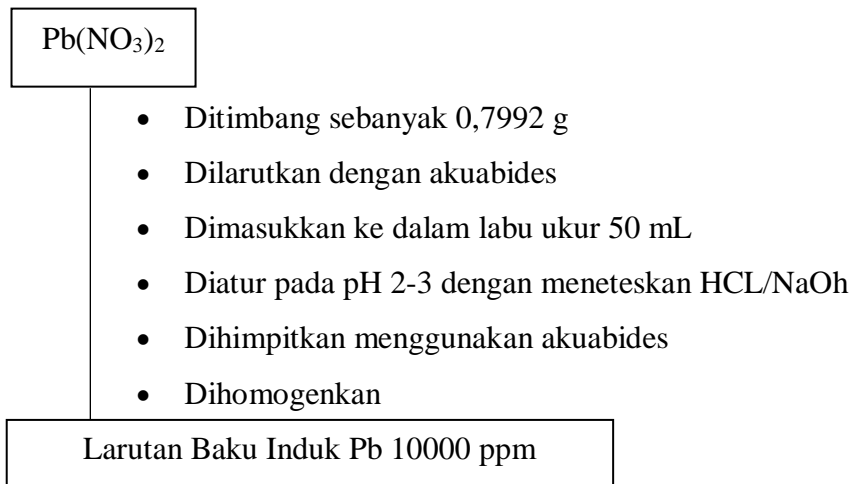 Pb(NO₃)₂
• Ditimbang sebanyak 0,7992 g
• Dilarutkan dengan akuabides
• Dimasukkan ke dalam labu ukur 50 mL
• Diatur pada pH 2-3 dengan meneteskan HCL/NaOh
• Dihimpitkan menggunakan akuabides
• Dihomogenkan
Larutan Baku Induk Pb 10000 ppm